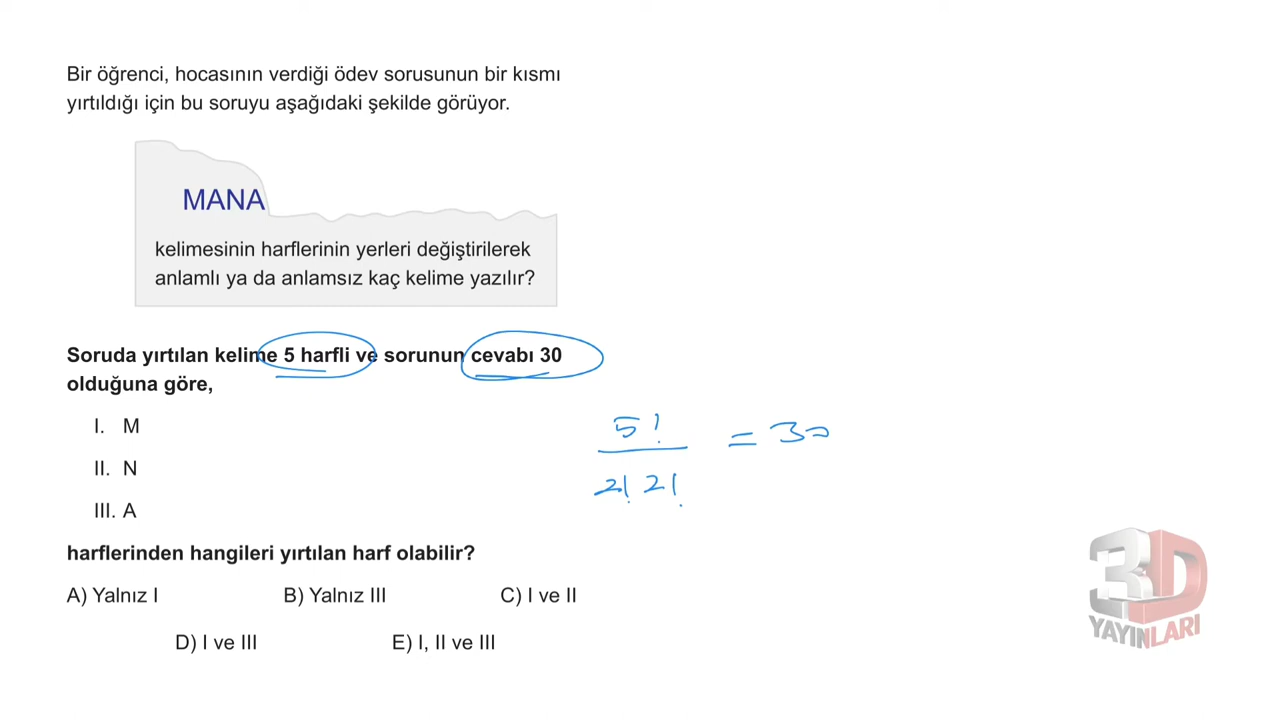 Bir öğrenci, hocasının verdiği ödev sorusunun bir kısmı
yırtıldığı için bu soruyu aşağıdaki şekilde görüyor.
MANA
kelimesinin harflerinin yerleri değiştirilerek
anlamlı ya da anlamsız kaç kelime yazılır?
Soruda yırtılan kelime 5 harfli ve sorunun cevabı 30
olduğuna göre,
I. M
II. N
III. A
5!
= 30
2! 2!
harflerinden hangileri yırtılan harf olabilir?
A) Yalnız I B) Yalnız III C) I ve II
D) I ve III E) I, II ve III
3D
YAYINLARI